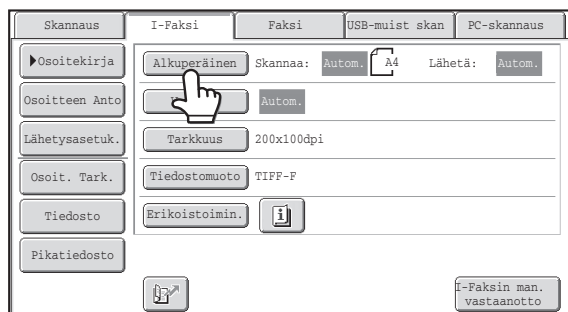 Skannaus I-Faksi Faksi USB-muist skan PC-skannaus
Osoitekirja Alkuperäinen Skannaa: Autom. A4 Lähetä: Autom.
Osoitteen Anto Autom.
Lähetysasetuk. Tarkkuus 200x100dpi
Osoit. Tark. Tiedostomuoto TIFF-F
Tiedosto Erikoistoimin.
Pikatiedosto
I-Faksin man.
vastaanotto